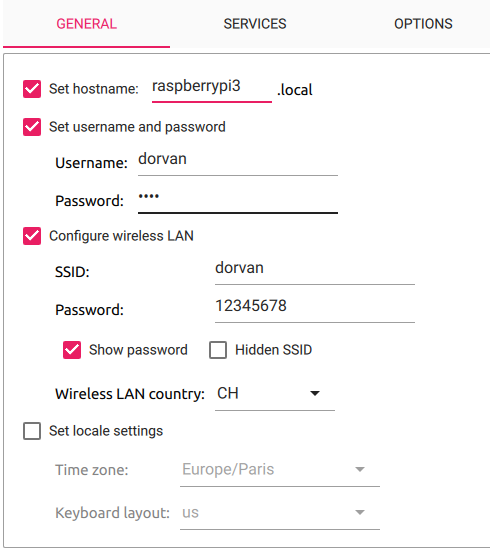 GENERAL SERVICES OPTIONS
Set hostname: raspberrypi3 .local
Set username and password
Username: dorvan
Password: ••••
Configure wireless LAN
SSID: dorvan
Password: 12345678
Show password Hidden SSID
Wireless LAN country: CH
Set locale settings
Time zone: Europe/Paris
Keyboard layout: us